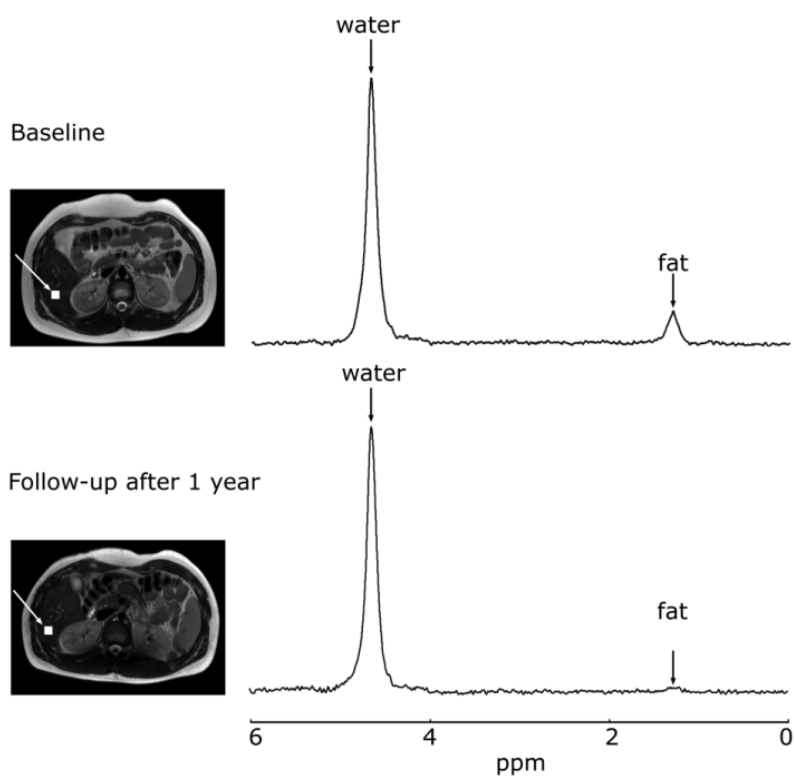 water
Baseline
fat
water
Follow-up after 1 year
fat
6 4 2 0
ppm